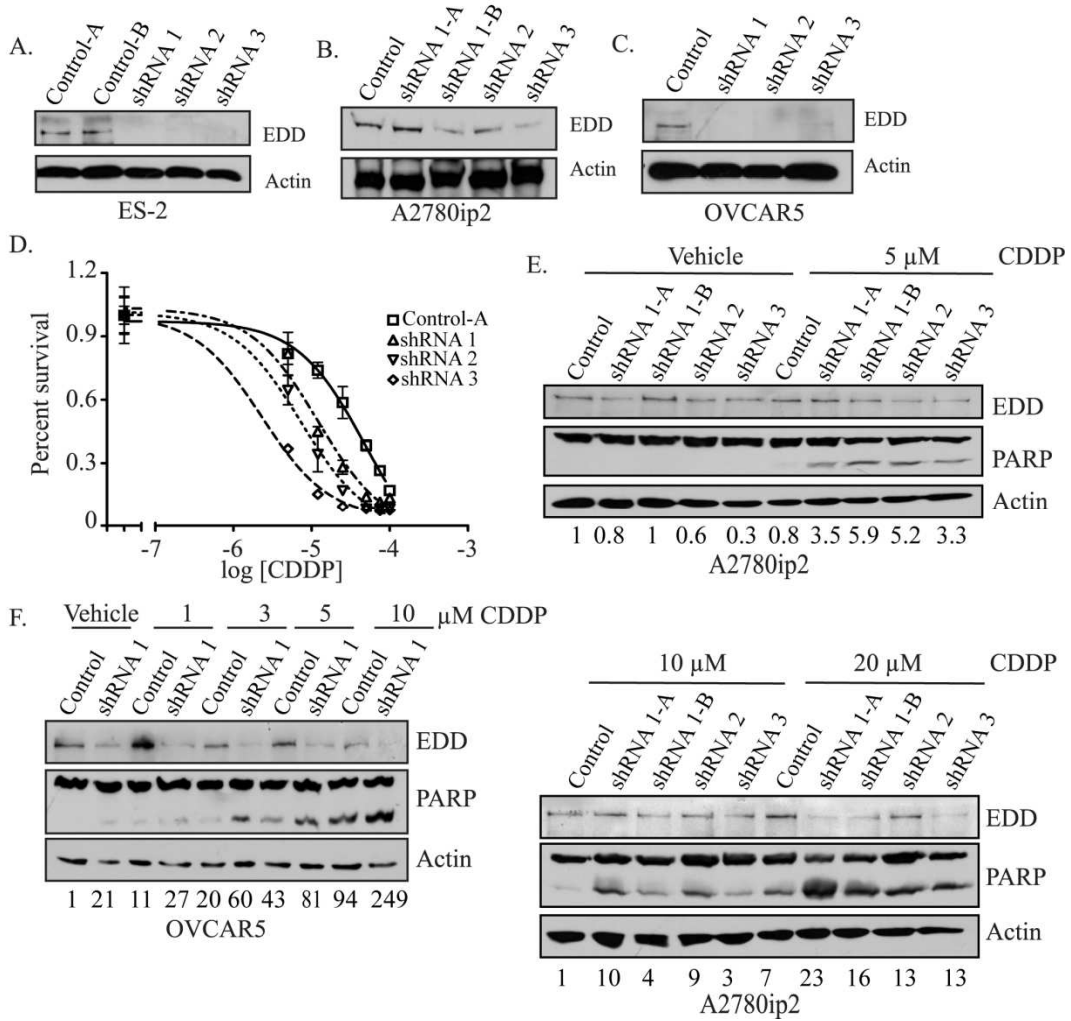 A.
Control-A
Control-B
shRNA 1
shRNA 2
shRNA 3
EDD
Actin
ES-2
B.
Control
shRNA 1-A
shRNA 1-B
shRNA 2
shRNA 3
EDD
Actin
A2780ip2
C.
Control
shRNA 1
shRNA 2
shRNA 3
EDD
Actin
OVCAR5
D.
Percent survival
1.2
0.9
0.6
0.3
0
-7
-6
-5
-4
-3
log [CDDP]
Control-A
shRNA 1
shRNA 2
shRNA 3
E.
Vehicle
5 µM
CDDP
Control
shRNA 1-A
shRNA 1-B
shRNA 2
shRNA 3
Control
shRNA 1-A
shRNA 1-B
shRNA 2
shRNA 3
EDD
PARP
Actin
1 0.8 1 0.6 0.3 0.8 3.5 5.9 5.2 3.3
A2780ip2
F.
Vehicle 1 3 5 10 µM CDDP
Control
shRNA 1
Control
shRNA 1
Control
shRNA 1
Control
shRNA 1
Control
shRNA 1
EDD
PARP
Actin
1 21 11 27 20 60 43 81 94 249
OVCAR5
10 µM
20 µM
CDDP
Control
shRNA 1-A
shRNA 1-B
shRNA 2
shRNA 3
Control
shRNA 1-A
shRNA 1-B
shRNA 2
shRNA 3
EDD
PARP
Actin
1 10 4 9 3 7 23 16 13 13
A2780ip2